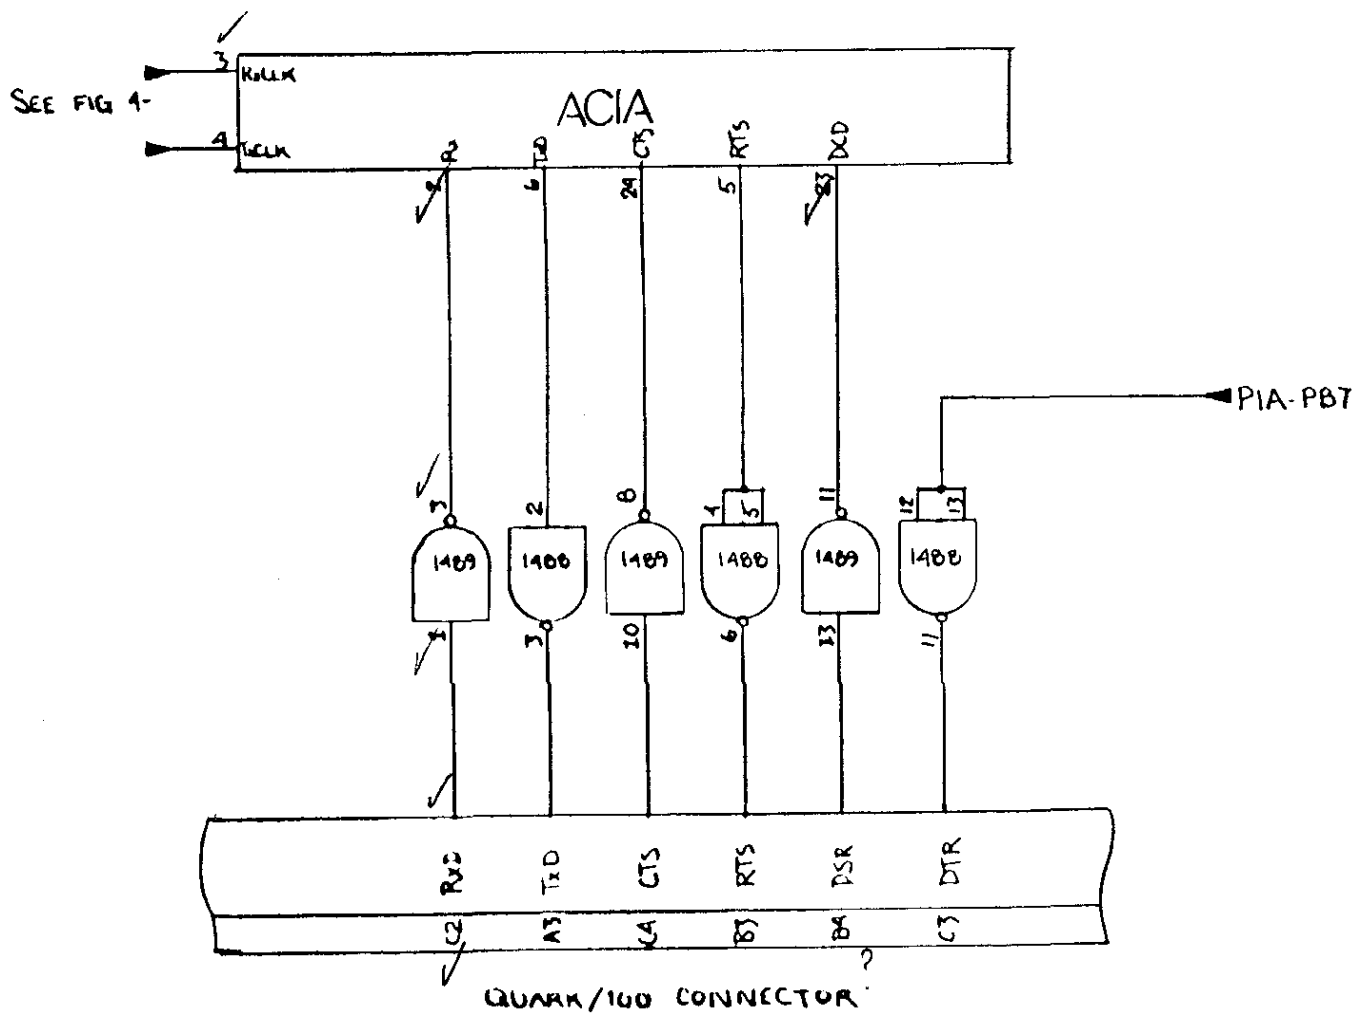 3
RxCLK
SEE FIG 4-
ACIA
4
TxCLK
Rx TxD CTS RTS DCD
2 6 24 5 23
PIA-PB7
3 2 8 4 5 11 12 13
1489 1488 1489 1488 1489 1488
1 3 10 6 13 11
RxD TxD CTS RTS DSR DTR
C2 A3 C4 B3 B4 C3
?
QUARK/100 CONNECTOR